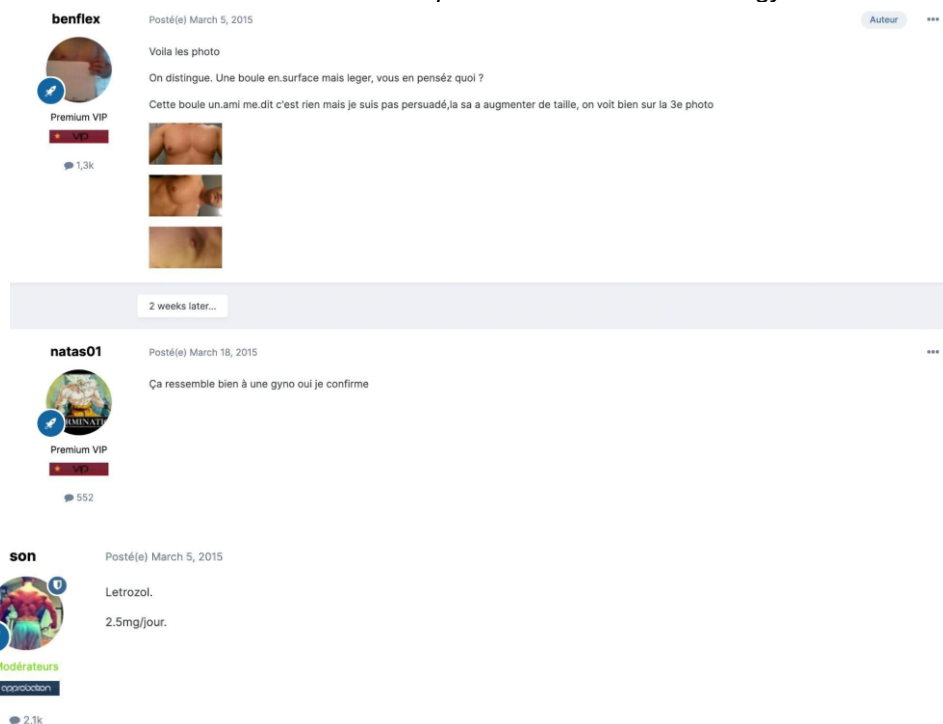 benflex
Posté(e) March 5, 2015
Auteur
Voila les photo
On distingue. Une boule en.surface mais leger, vous en penséz quoi ?
Cette boule un.ami me.dit c'est rien mais je suis pas persuadé,la sa a augmenter de taille, on voit bien sur la 3e photo
Premium VIP
VIP
1,3k
2 weeks later...
natas01
Posté(e) March 18, 2015
Ça ressemble bien à une gyno oui je confirme
Premium VIP
VIP
552
son
Posté(e) March 5, 2015
Letrozol.
2.5mg/jour.
Modérateurs
approbation
2,1k